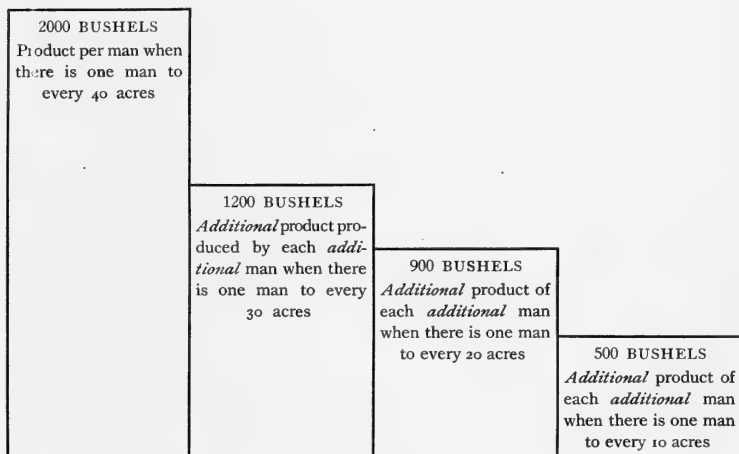 2000 BUSHELS
Product per man when
there is one man to
every 40 acres
1200 BUSHELS
Additional product pro-
duced by each addi-
tional man when there
is one man to every
30 acres
900 BUSHELS
Additional product of
each additional man
when there is one man
to every 20 acres
500 BUSHELS
Additional product of
each additional man
when there is one man
to every 10 acres